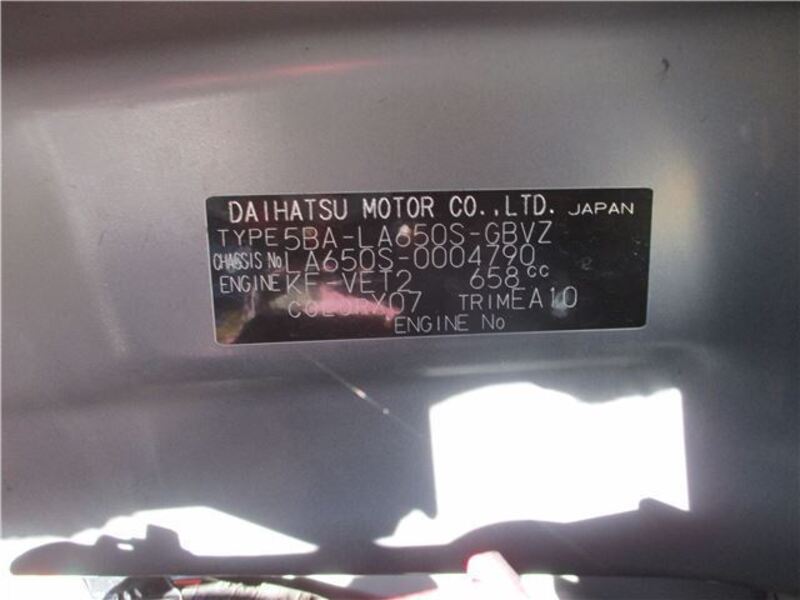 DAIHATSU MOTOR CO.,LTD. JAPAN
TYPE 5BA-LA650S-GBVZ
CHASSIS No LA650S-0004790
ENGINE KF-VET2 658cc
COLOR X07 TRIM EA10
ENGINE No